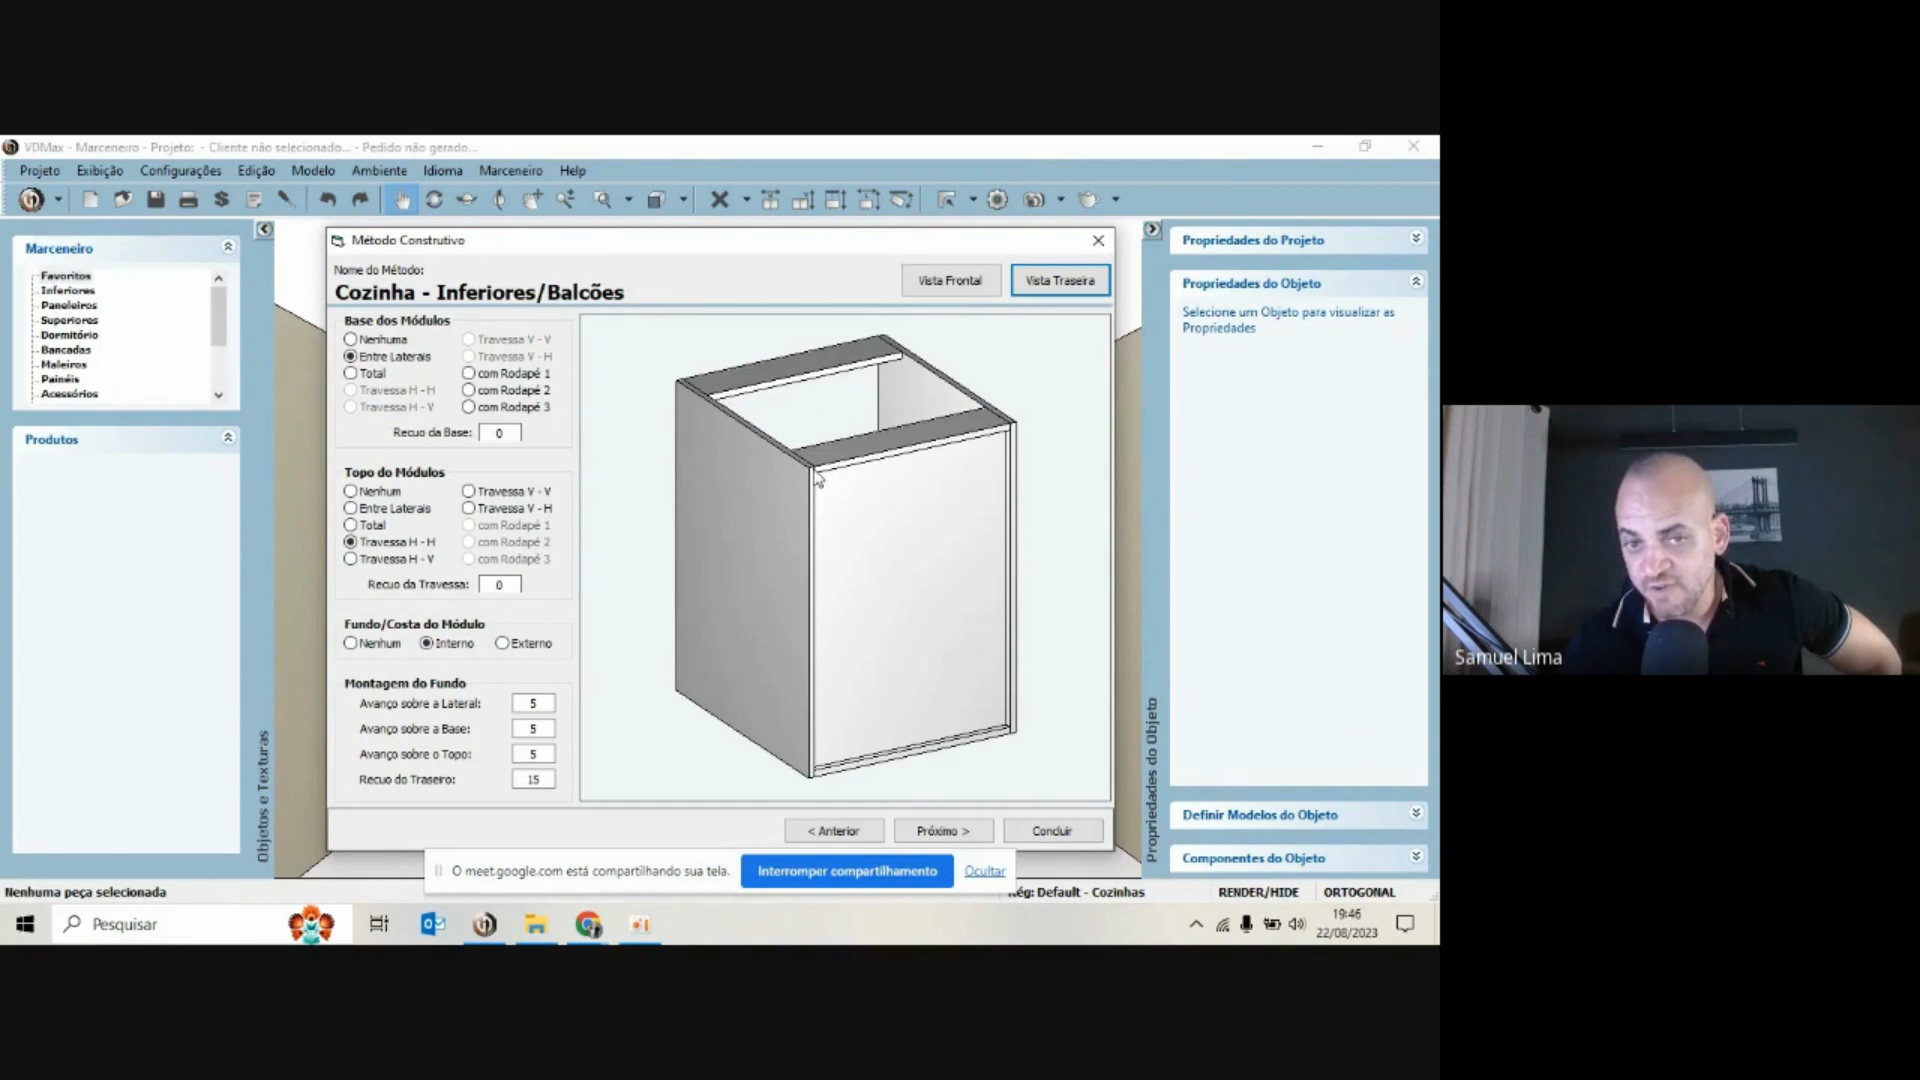 VDMax - Marceneiro - Projeto: - Cliente não selecionado... - Pedido não gerado...
Projeto Exibição Configurações Edição Modelo Ambiente Idioma Marceneiro Help
Marceneiro
Favoritos
Inferiores
Paneleiros
Superiores
Dormitório
Bancadas
Maleiros
Painéis
Acessórios
Produtos
Objetos e Texturas
Método Construtivo
Nome do Método:
Cozinha - Inferiores/Balcões
Vista Frontal
Vista Traseira
Base dos Módulos
Nenhuma Travessa V - V
Entre Laterais Travessa V - H
Total com Rodapé 1
Travessa H - H com Rodapé 2
Travessa H - V com Rodapé 3
Recuo da Base: 0
Topo do Módulos
Nenhum Travessa V - V
Entre Laterais Travessa V - H
Total com Rodapé 1
Travessa H - H com Rodapé 2
Travessa H - V com Rodapé 3
Recuo da Travessa: 0
Fundo/Costa do Módulo
Nenhum Interno Externo
Montagem do Fundo
Avanço sobre a Lateral: 5
Avanço sobre a Base: 5
Avanço sobre o Topo: 5
Recuo do Traseiro: 15
< Anterior Próximo > Concluir
Propriedades do Objeto
Propriedades do Projeto
Propriedades do Objeto
Selecione um Objeto para visualizar as
Propriedades
Definir Modelos do Objeto
Componentes do Objeto
O meet.google.com está compartilhando sua tela. Interromper compartilhamento Ocultar
Nenhuma peça selecionada
Rég: Default - Cozinhas RENDER/HIDE ORTOGONAL
Pesquisar
19:46
22/08/2023
Samuel Lima